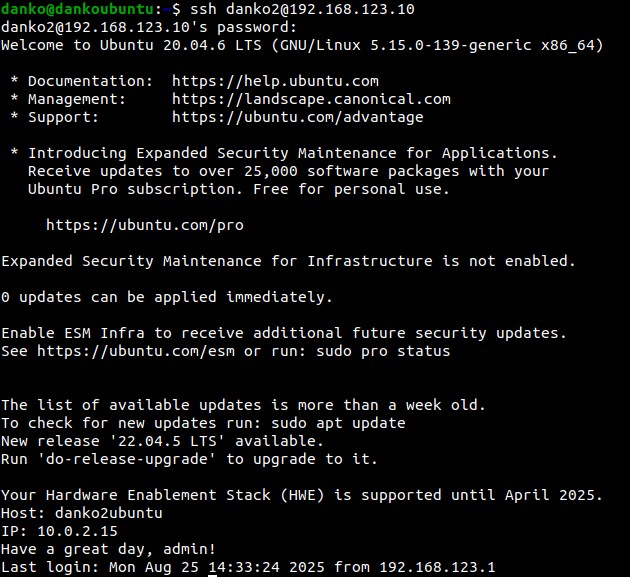 danko@dankoubuntu:~$ ssh danko2@192.168.123.10
danko2@192.168.123.10's password:
Welcome to Ubuntu 20.04.6 LTS (GNU/Linux 5.15.0-139-generic x86_64)
* Documentation:  https://help.ubuntu.com
* Management:     https://landscape.canonical.com
* Support:        https://ubuntu.com/advantage
* Introducing Expanded Security Maintenance for Applications.
Receive updates to over 25,000 software packages with your
Ubuntu Pro subscription. Free for personal use.
https://ubuntu.com/pro
Expanded Security Maintenance for Infrastructure is not enabled.
0 updates can be applied immediately.
Enable ESM Infra to receive additional future security updates.
See https://ubuntu.com/esm or run: sudo pro status
The list of available updates is more than a week old.
To check for new updates run: sudo apt update
New release '22.04.5 LTS' available.
Run 'do-release-upgrade' to upgrade to it.
Your Hardware Enablement Stack (HWE) is supported until April 2025.
Host: danko2ubuntu
IP: 10.0.2.15
Have a great day, admin!
Last login: Mon Aug 25 14:33:24 2025 from 192.168.123.1